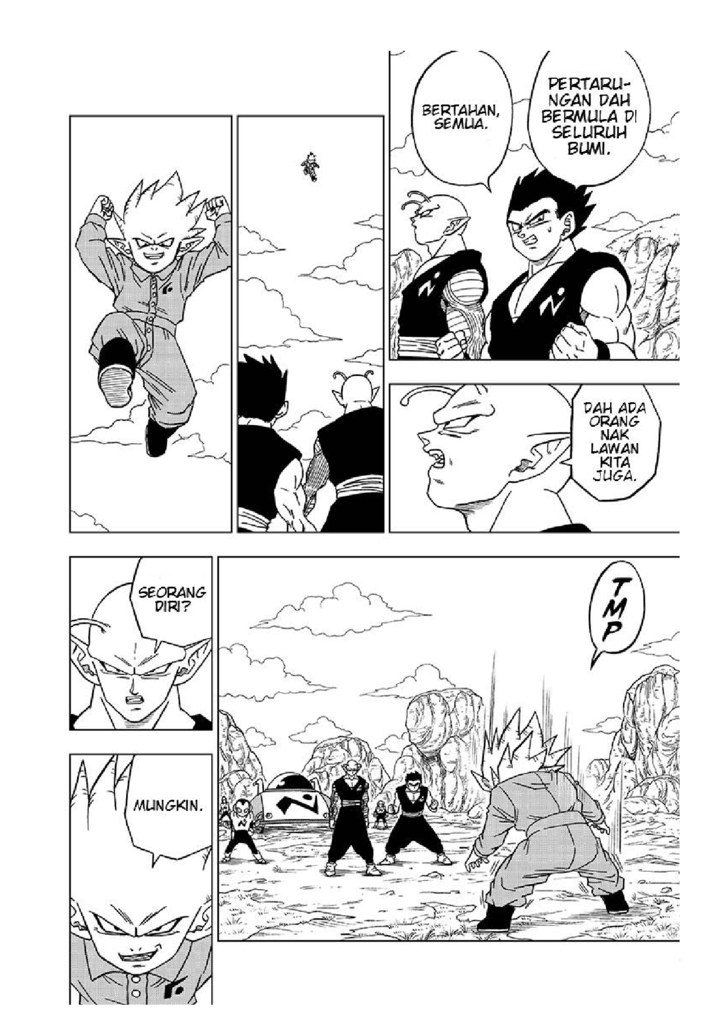 PERTARU-
NGAN DAH
BERMULA DI
SELURUH
BUMI.
BERTAHAN,
SEMUA.
DAH ADA
ORANG
NAK
LAWAN
KITA
JUGA.
TMP
SEORANG
DIRI?
MUNGKIN.